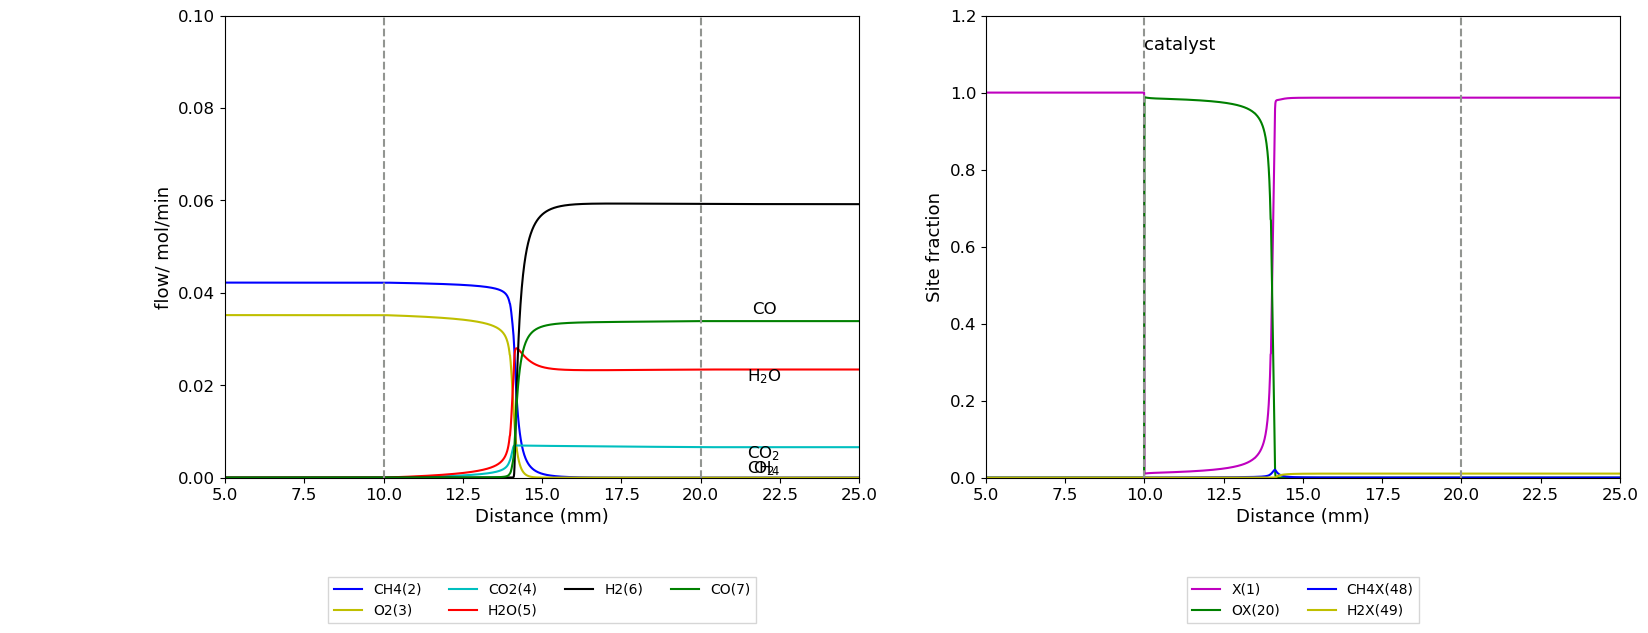 0.10
0.08
0.06
0.04
0.02
0.00
flow/ mol/min
5.0 7.5 10.0 12.5 15.0 17.5 20.0 22.5 25.0
Distance (mm)
CO
H₂O
CO₂
CH₄
CH4(2) CO2(4) H2(6) CO(7)
O2(3) H2O(5)
1.2
1.0
0.8
0.6
0.4
0.2
0.0
Site fraction
catalyst
5.0 7.5 10.0 12.5 15.0 17.5 20.0 22.5 25.0
Distance (mm)
X(1) CH4X(48)
OX(20) H2X(49)